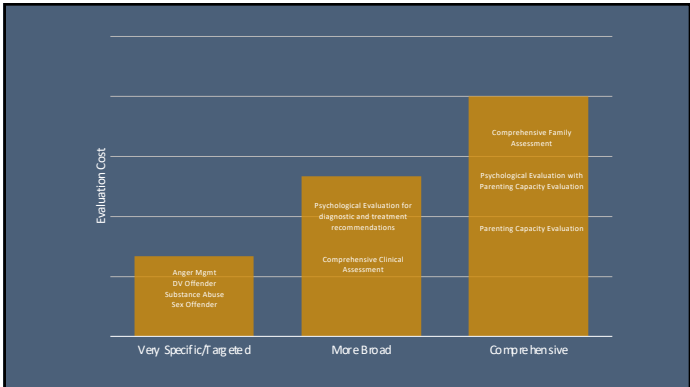 Evaluation Cost
Anger Mgmt
DV Offender
Substance Abuse
Sex Offender
Psychological Evaluation for
diagnostic and treatment
recommendations
Comprehensive Clinical
Assessment
Comprehensive Family
Assessment
Psychological Evaluation with
Parenting Capacity Evaluation
Parenting Capacity Evaluation
Very Specific/Targeted
More Broad
Comprehensive